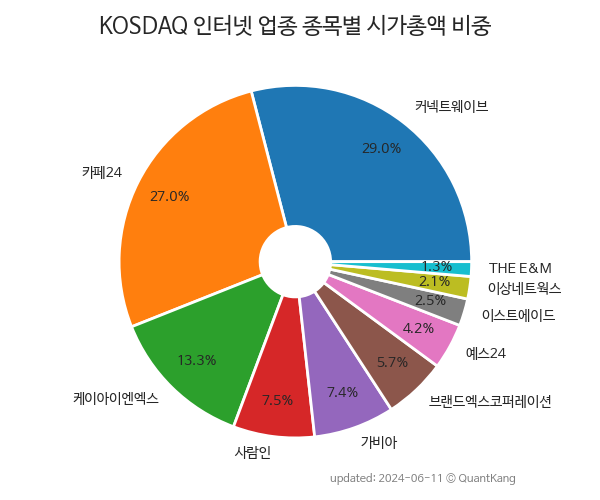 KOSDAQ 인터넷 업종 종목별 시가총액 비중
커넥트웨이브
29.0%
카페24
27.0%
케이아이엔엑스
13.3%
사람인
7.5%
가비아
7.4%
브랜드엑스코퍼레이션
5.7%
예스24
4.2%
이스트에이드
2.5%
이상네트웍스
2.1%
THE E&M
1.3%
updated: 2024-06-11 © QuantKang